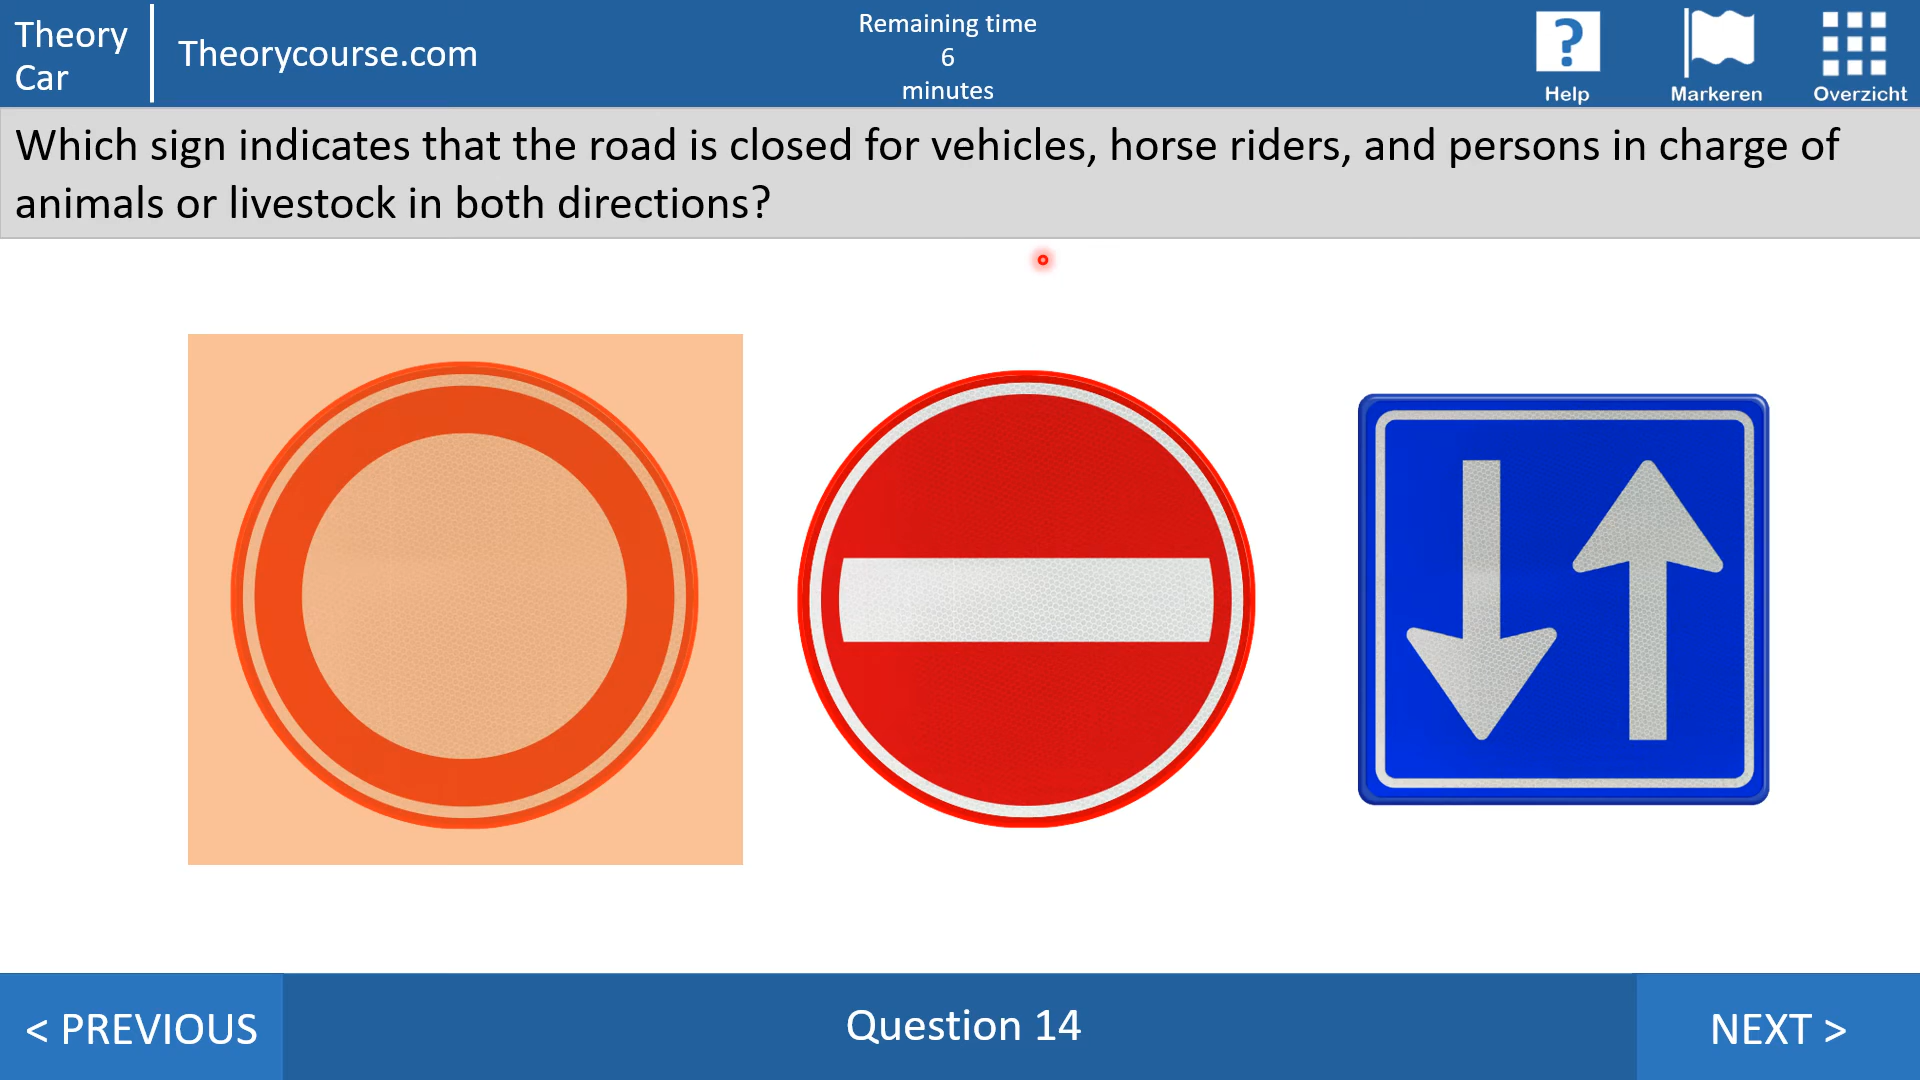 Theory
Car
Theorycourse.com
Remaining time
6
minutes
?
Help
Markeren
Overzicht
Which sign indicates that the road is closed for vehicles, horse riders, and persons in charge of
animals or livestock in both directions?
< PREVIOUS
Question 14
NEXT >